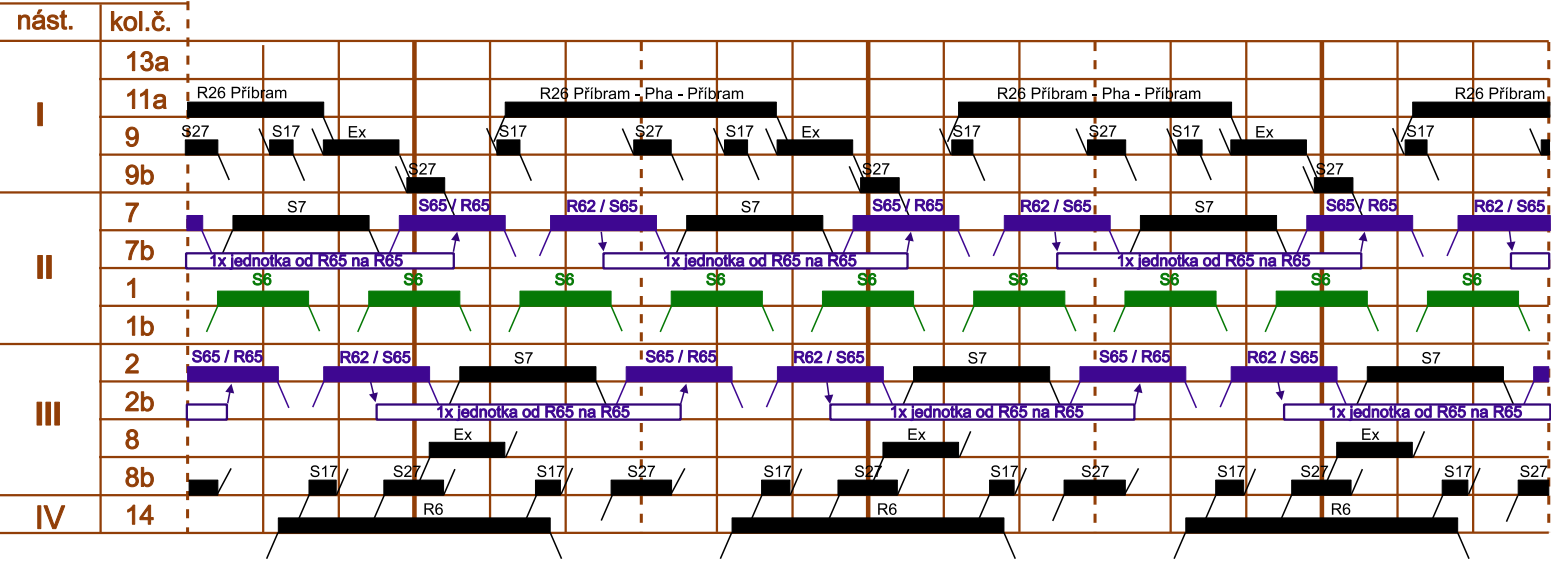 nást. kol.č.
I
13a
R26 Příbram R26 Příbram - Pha - Příbram R26 Příbram - Pha - Příbram R26 Příbram
11a
S27 S17 Ex S17 S27 S17 Ex S17 S27 S17 Ex S17
9
S27 S27 S27
9b
II
S7 S65 / R65 R62 / S65 S7 S65 / R65 R62 / S65 S7 S65 / R65 R62 / S65
7
7b
1x jednotka od R65 na R65 1x jednotka od R65 na R65 1x jednotka od R65 na R65
S6 S6 S6 S6 S6 S6 S6 S6 S6
1
1b
III
S65 / R65 R62 / S65 S7 S65 / R65 R62 / S65 S7 S65 / R65 R62 / S65 S7
2
2b
1x jednotka od R65 na R65 1x jednotka od R65 na R65 1x jednotka od R65 na R65
Ex Ex Ex
8
S17 S27 S17 S27 S17 S27 S17 S27 S17 S27 S17 S27
8b
IV
R6 R6 R6
14